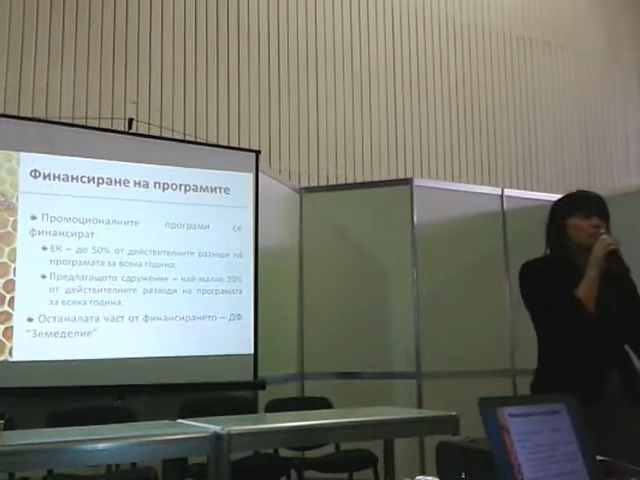 Финансиране на програмите
Промоционалните програми се
финансират:
ЕК – до 50% от действителните разходи на
програмата за всяка година;
Предлагащото сдружение – най-малко 20%
от действителните разходи на програмата
за всяка година;
Останалата част от финансирането – ДФ
"Земеделие"